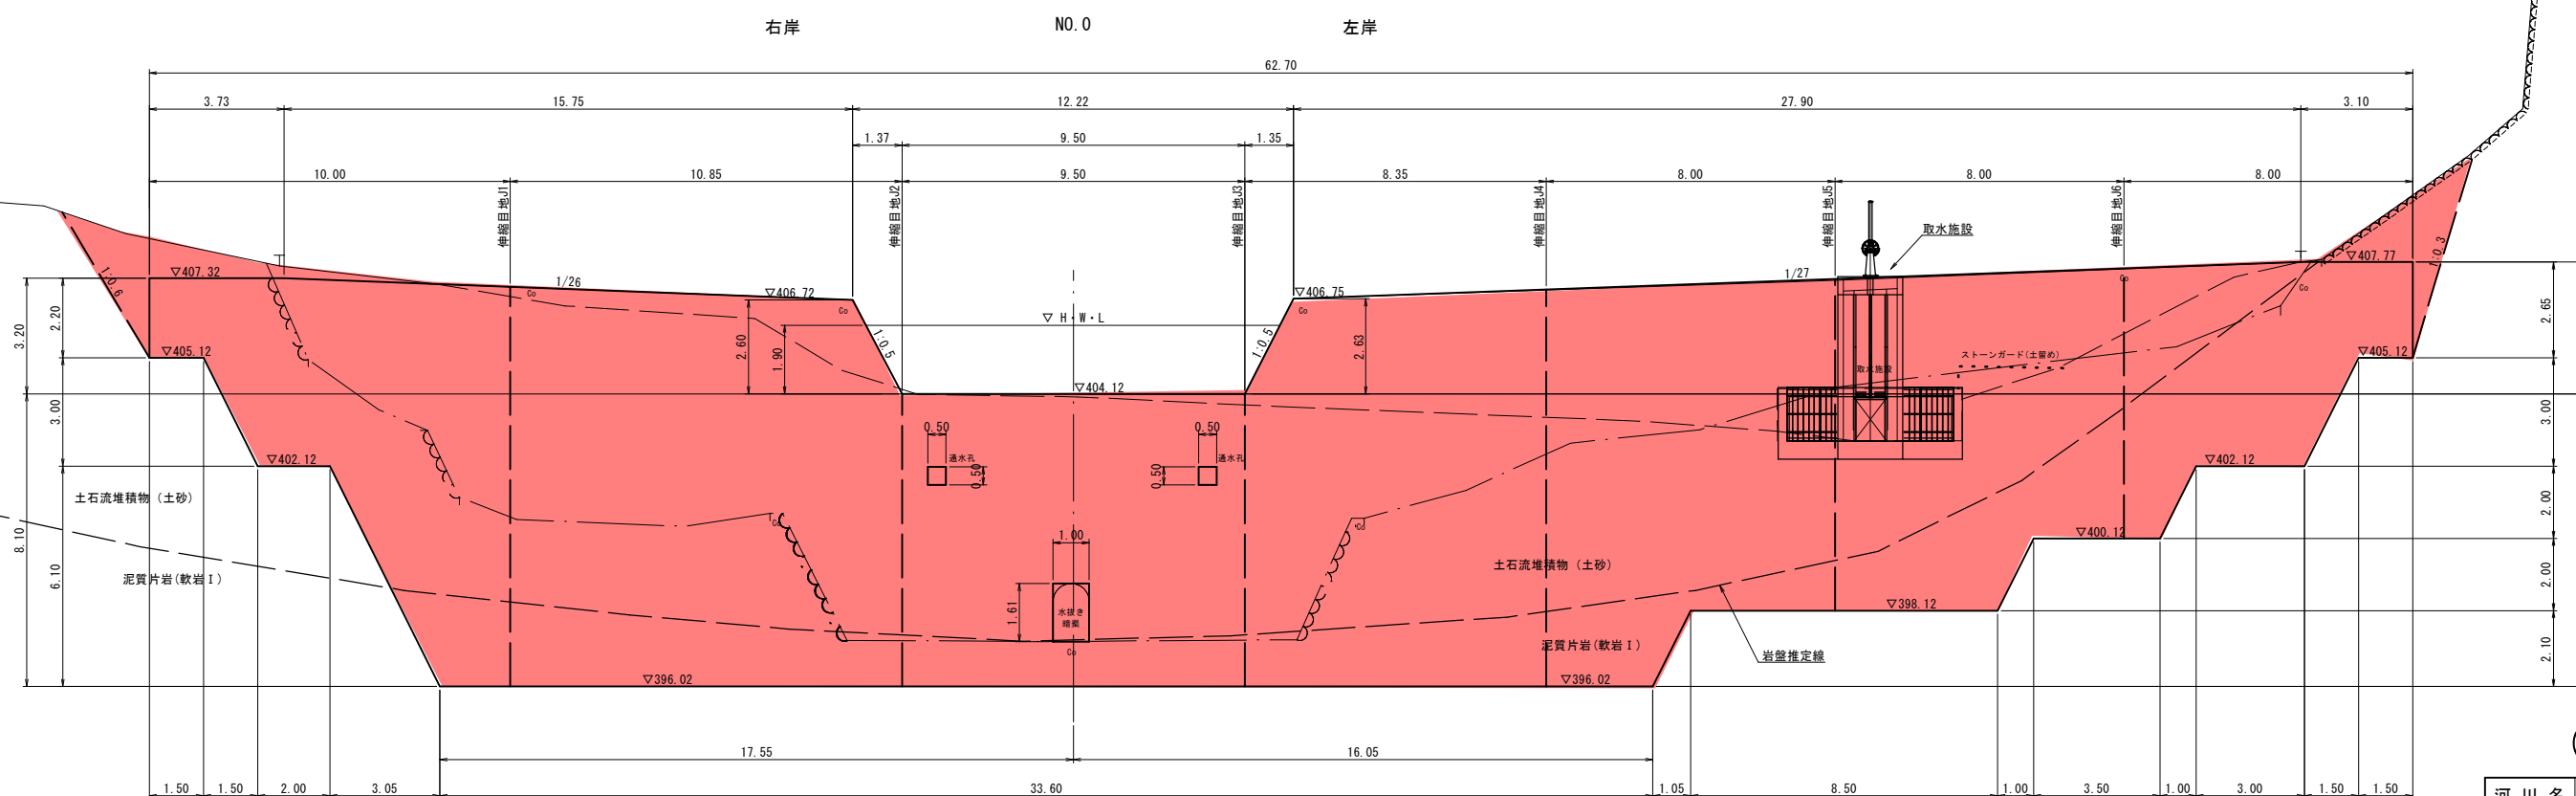 右岸 NO.0 左岸
62.70
3.73 15.75 12.22 27.90 3.10
1.37 9.50 1.35
10.00 10.85 9.50 8.35 8.00 8.00 8.00
伸縮目地J1
伸縮目地J2
伸縮目地J3
伸縮目地J4
伸縮目地J5
伸縮目地J6
取水施設
1:0.6
▽407.32
1/26
Co
▽406.72
Co
1:0.5
▽ H・W・L
1:0.5
▽406.75
Co
1/27
Co
▽407.77
Co
1:0.3
3.20
2.20
2.60
1.90
2.63
2.65
▽405.12
▽404.12
ストーンガード(土留め)
取水施設
▽405.12
3.00
3.00
0.50
通水孔
0.50
0.50
通水孔
0.50
▽402.12
▽402.12
土石流堆積物（土砂）
8.10
6.10
Co
1.00
Co
▽400.12
2.00
泥質片岩(軟岩Ⅰ)
1.61
水抜き
暗渠
Co
土石流堆積物（土砂）
▽398.12
2.00
泥質片岩(軟岩Ⅰ)
岩盤推定線
2.10
▽396.02
▽396.02
17.55 16.05
1.50 1.50 2.00 3.05 33.60 1.05 8.50 1.00 3.50 1.00 3.00 1.50 1.50
河 川 名